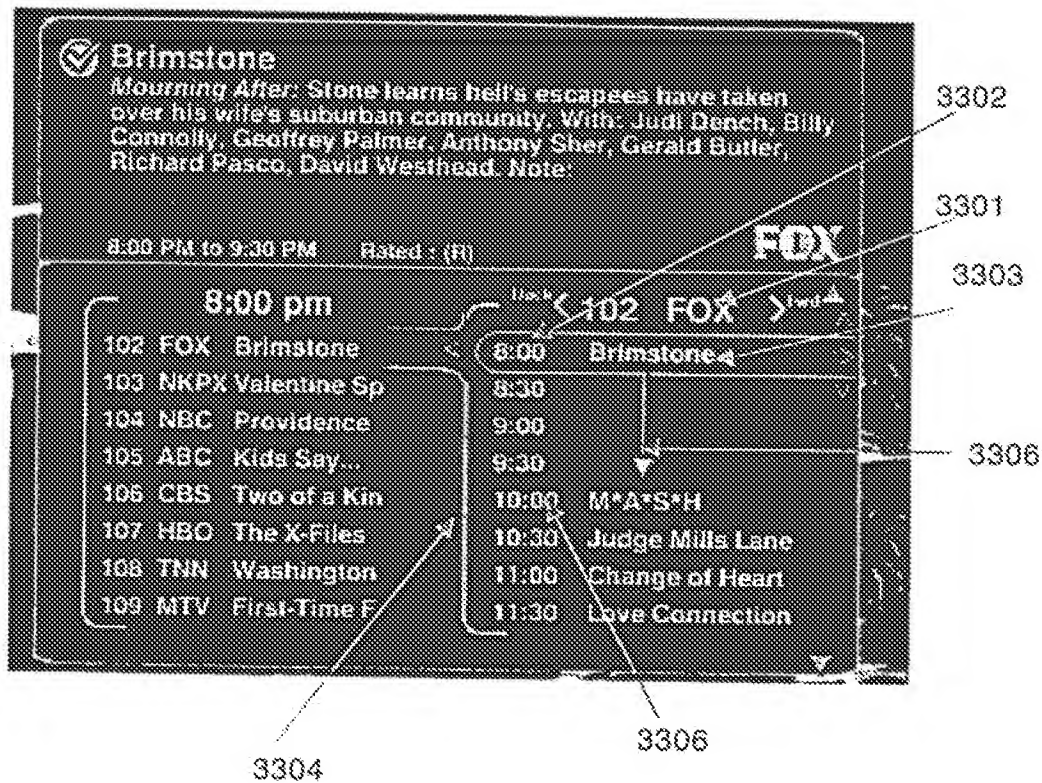 Brimstone
Mourning After: Stone learns hell's escapees have taken
over his wife's suburban community. With: Judi Dench, Billy
Connolly, Geoffrey Palmer, Anthony Sher, Gerald Butler,
Richard Pasco, David Westhead. Note:
8:00 PM to 9:30 PM Rated : (R)
FOX
8:00 pm
102 FOX Brimstone
103 NKPX Valentine Sp
104 NBC Providence
105 ABC Kids Say...
106 CBS Two of a Kin
107 HBO The X-Files
108 TNN Washington
109 MTV First-Time F
Back < 102 FOX > Fwd
8:00 Brimstone
8:30
9:00
9:30
10:00 M*A*S*H
10:30 Judge Mills Lane
11:00 Change of Heart
11:30 Love Connection
3302
3301
3303
3306
3304
3306